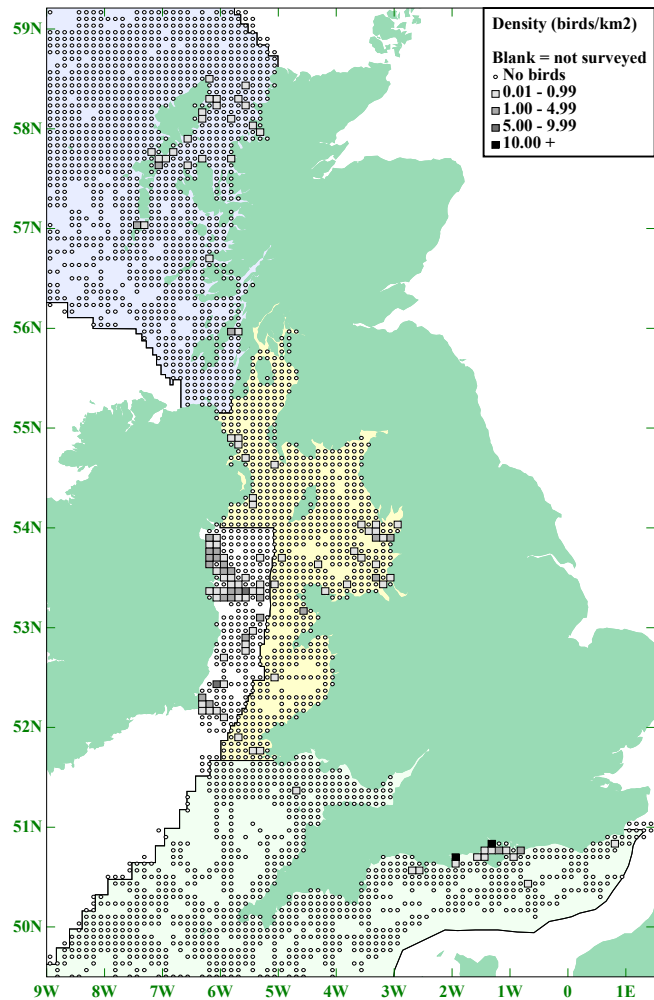 Density (birds/km2)
Blank = not surveyed
No birds
0.01 - 0.99
1.00 - 4.99
5.00 - 9.99
10.00 +
59N
58N
57N
56N
55N
54N
53N
52N
51N
50N
9W 8W 7W 6W 5W 4W 3W 2W 1W 0 1E